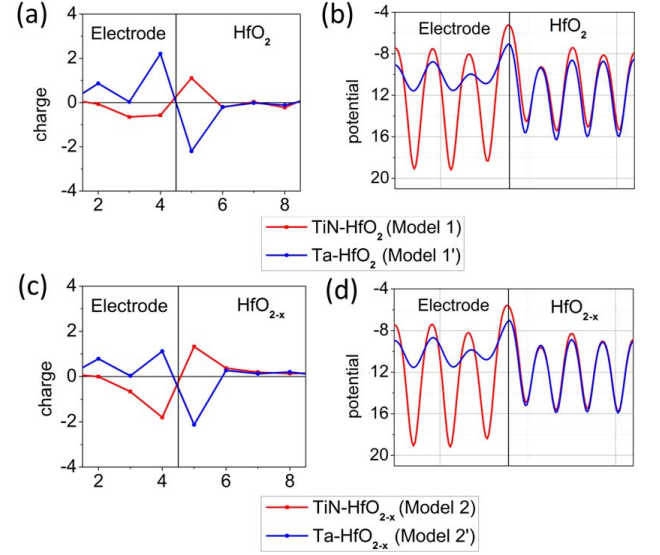 (a)
4
2
0
-2
-4
charge
Electrode
HfO2
2
4
6
8
(b)
-4
-8
-12
16
20
potential
Electrode
HfO2
TiN-HfO2 (Model 1)
Ta-HfO2 (Model 1')
(c)
4
2
0
-2
-4
charge
Electrode
HfO2-x
2
4
6
8
(d)
-4
-8
12
16
20
potential
Electrode
HfO2-x
TiN-HfO2-x (Model 2)
Ta-HfO2-x (Model 2')